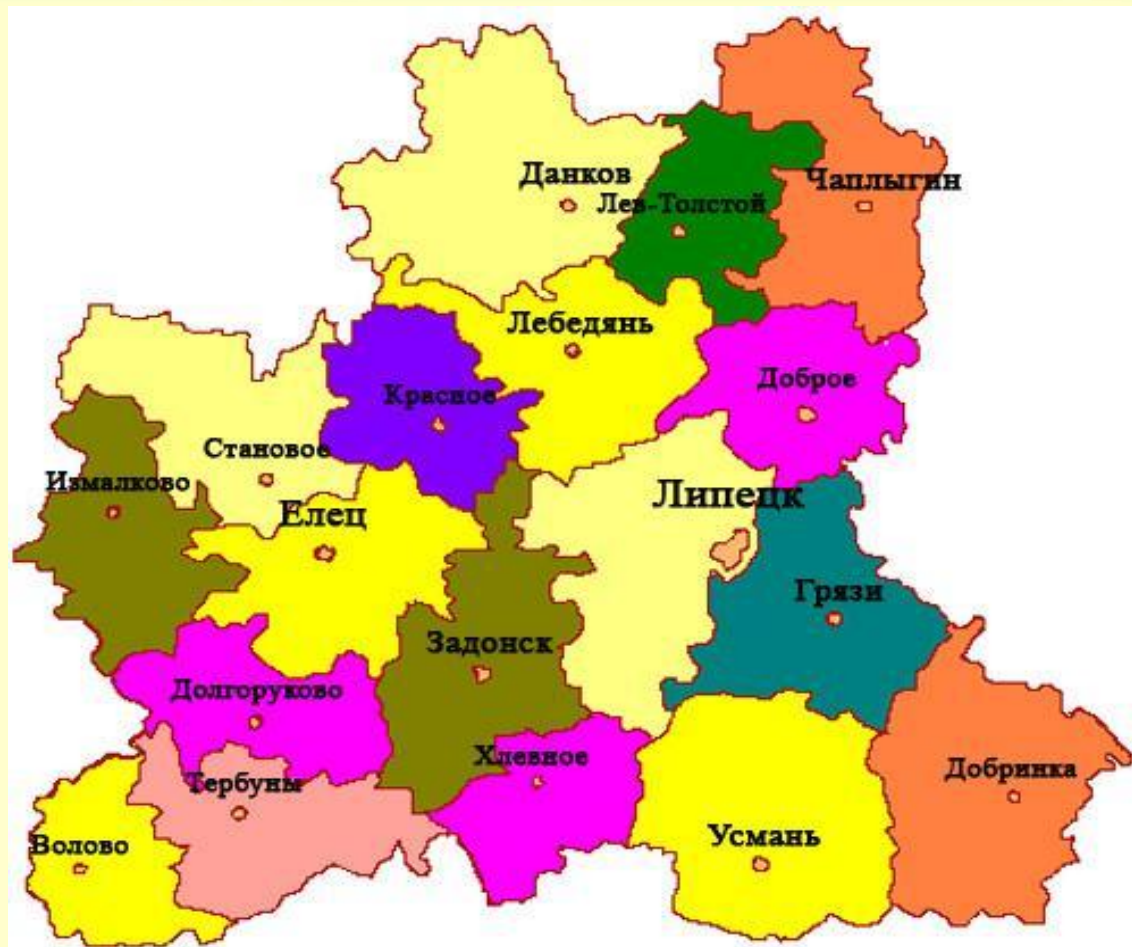 Данков
Чаплыгин
Лев-Толстой
Лебедянь
Доброе
Красное
Становое
Измалково
Липецк
Елец
Грязи
Задонск
Долгоруково
Хлевное
Добринка
Тербуны
Усмань
Волово